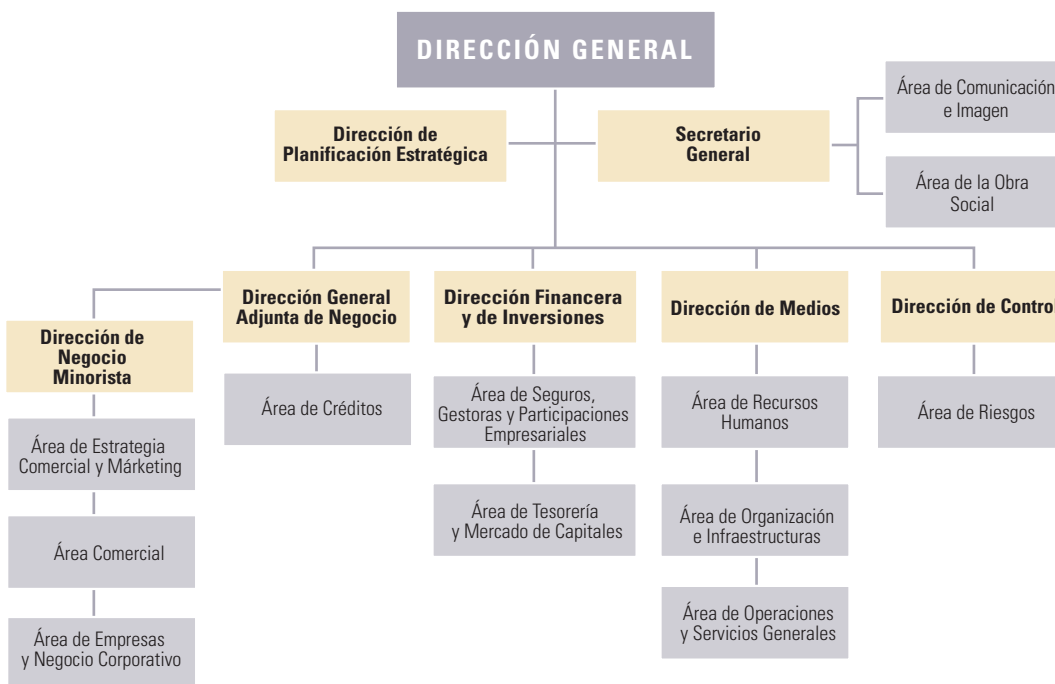 DIRECCIÓN GENERAL
Área de Comunicación
e Imagen
Dirección de
Planificación Estratégica
Secretario
General
Área de la Obra
Social
Dirección General
Adjunta de Negocio
Dirección Financera
y de Inversiones
Dirección de Medios
Dirección de Control
Dirección de
Negocio
Minorista
Área de Créditos
Área de Seguros,
Gestoras y Participaciones
Empresariales
Área de Recursos
Humanos
Área de Riesgos
Área de Estrategia
Comercial y Márketing
Área de Tesorería
y Mercado de Capitales
Área de Organización
e Infraestructuras
Área Comercial
Área de Operaciones
y Servicios Generales
Área de Empresas
y Negocio Corporativo